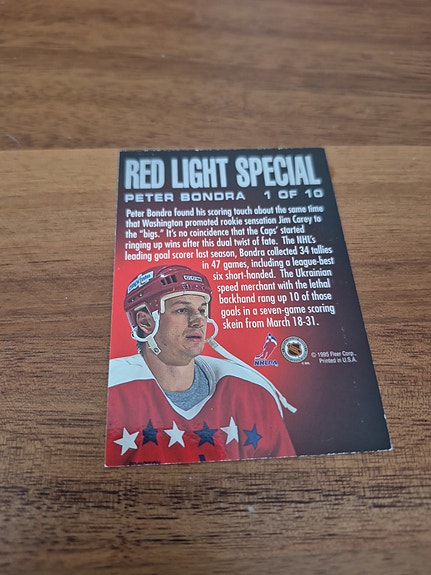 RED LIGHT SPECIAL
PETER BONDRA 1 OF 10
Peter Bondra found his scoring touch about the same time
that Washington promoted rookie sensation Jim Carey to
the "bigs." It's no coincidence that the Caps' started
ringing up wins after this dual twist of fate. The NHL's
leading goal scorer last season, Bondra collected 34 tallies
in 47 games, including a league-best
six short-handed. The Ukrainian
speed merchant with the lethal
backhand rang up 10 of those
goals in a seven-game scoring
skein from March 18-31.
NHLPA
© 1995 Fleer Corp.
Printed in U.S.A.